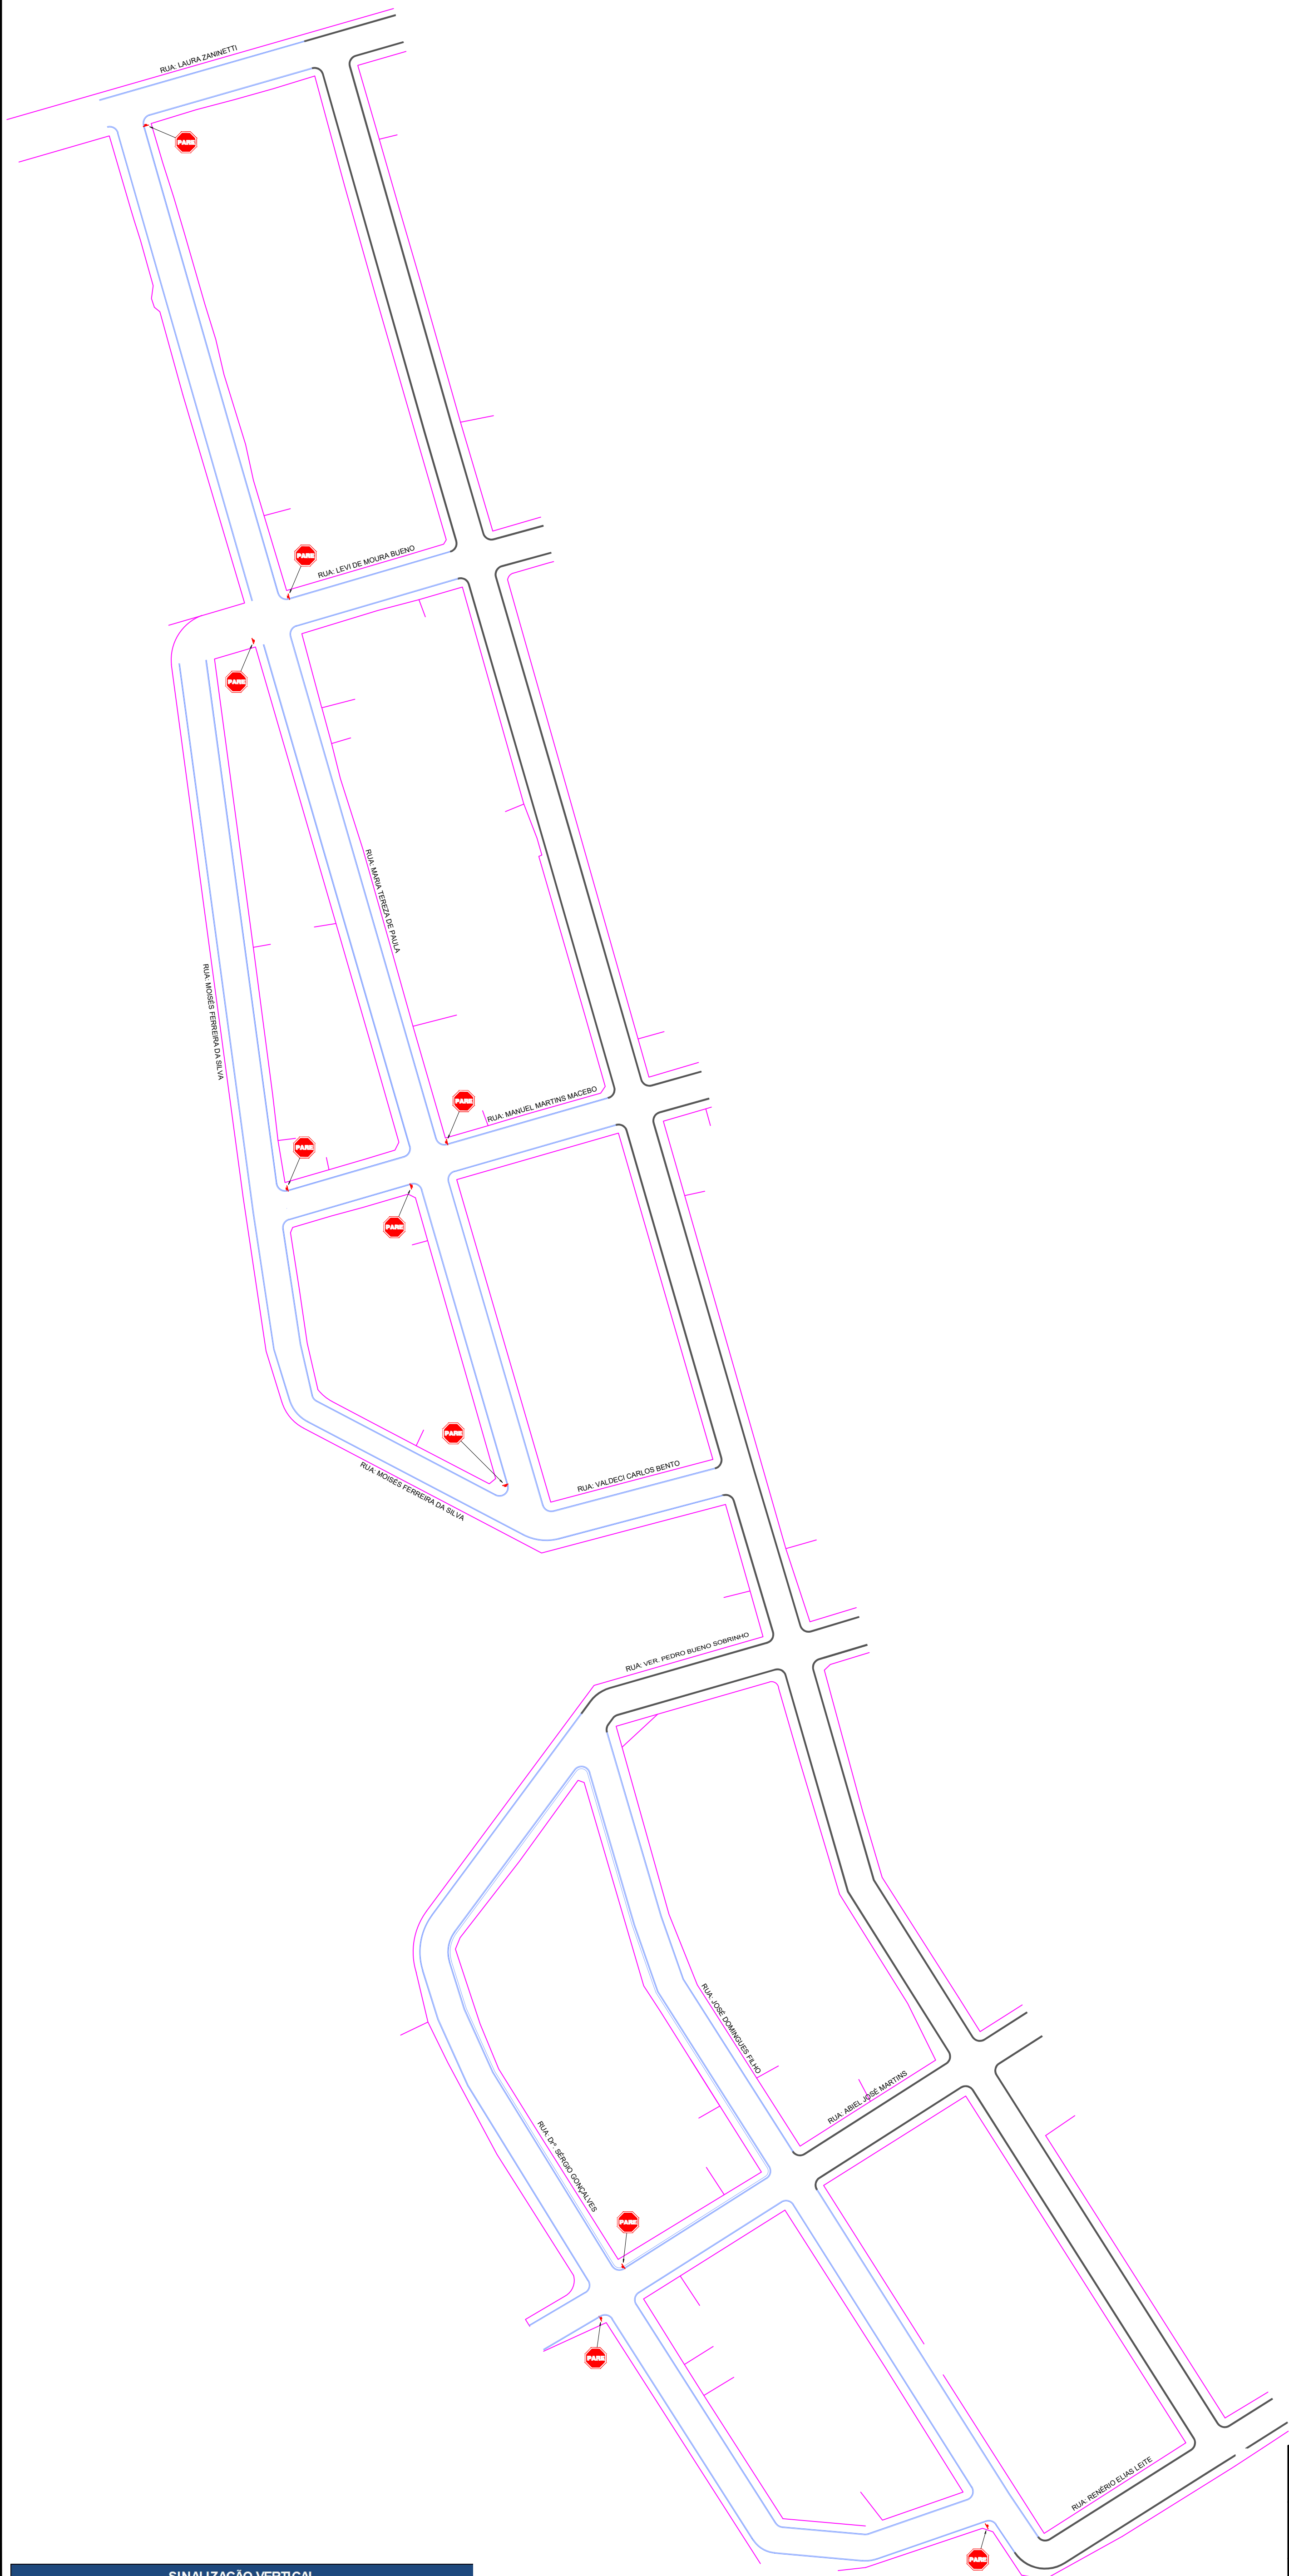 RUA: LAURA ZANINETTI
PARE
PARE
RUA: LEVI DE MOURA BUENO
PARE
RUA: MARIA TEREZA DE PAULA
RUA: MOISÉS FERREIRA DA SILVA
PARE
RUA: MANUEL MARTINS MACEBO
PARE
PARE
PARE
RUA: VALDECI CARLOS BENTO
RUA: MOISÉS FERREIRA DA SILVA
RUA: VER. PEDRO BUENO SOBRINHO
RUA: JOSÉ DOMINGUES FILHO
RUA: ABIEL JOSÉ MARTINS
RUA: Drº. SÉRGIO GONÇALVES
PARE
PARE
RUA: RENÉRIO ELIAS LEITE
PARE
SINALIZAÇÃO VERTICAL